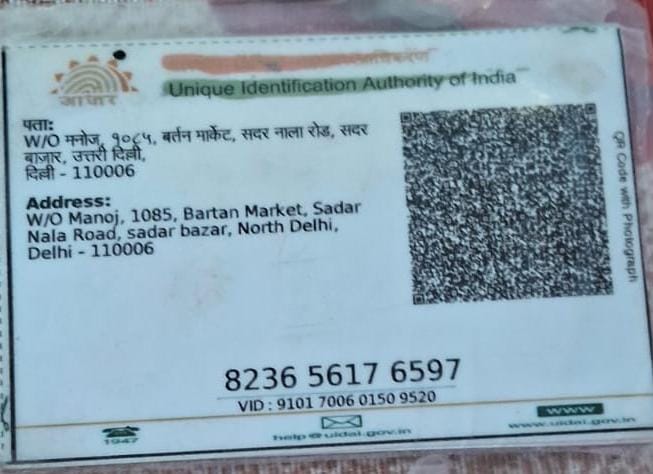 आधार
Unique Identification Authority of India
पता:
W/O मनोज, १०८५, बर्तन मार्केट, सदर नाला रोड, सदर
बाज़ार, उत्तरी दिल्ली,
दिल्ली - 110006
Address:
W/O Manoj, 1085, Bartan Market, Sadar
Nala Road, sadar bazar, North Delhi,
Delhi - 110006
QR Code with Photograph
8236 5617 6597
VID : 9101 7006 0150 9520
1947
help@uidai.gov.in
www
www.uidai.gov.in